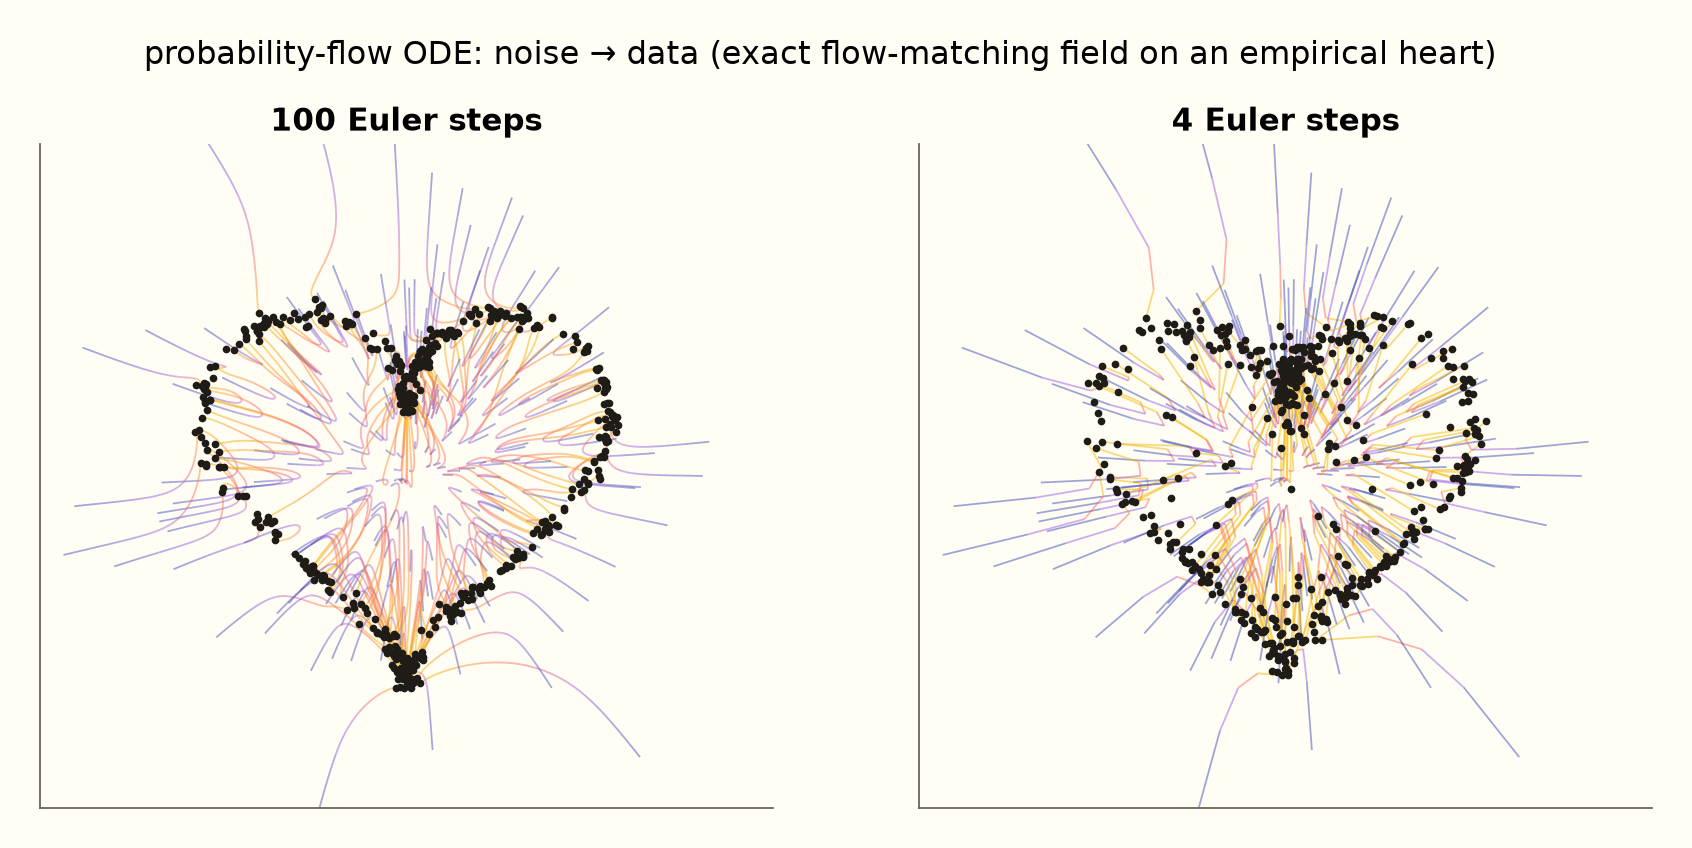 probability-flow ODE: noise → data (exact flow-matching field on an empirical heart)
100 Euler steps
4 Euler steps